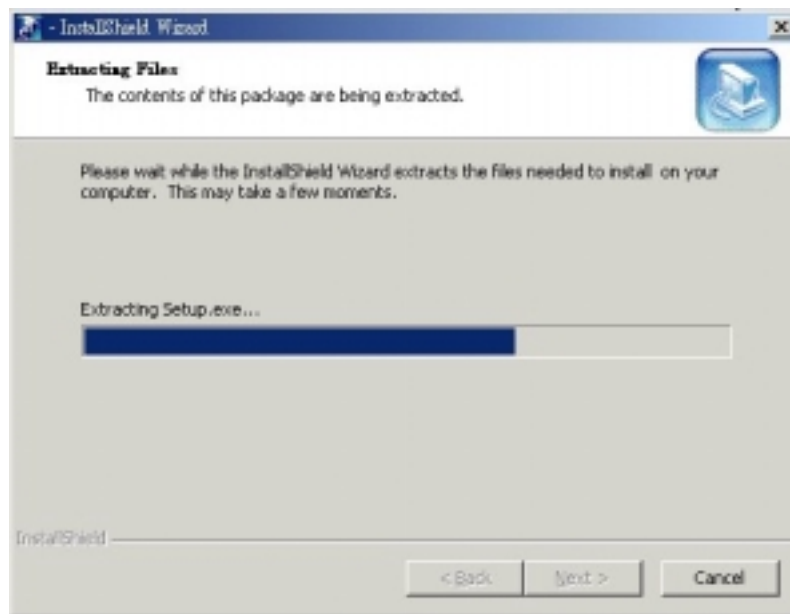 - InstallShield Wizard
Extracting Files
The contents of this package are being extracted.
Please wait while the InstallShield Wizard extracts the files needed to install on your
computer. This may take a few moments.
Extracting Setup.exe...
InstallShield
< Back
Next >
Cancel